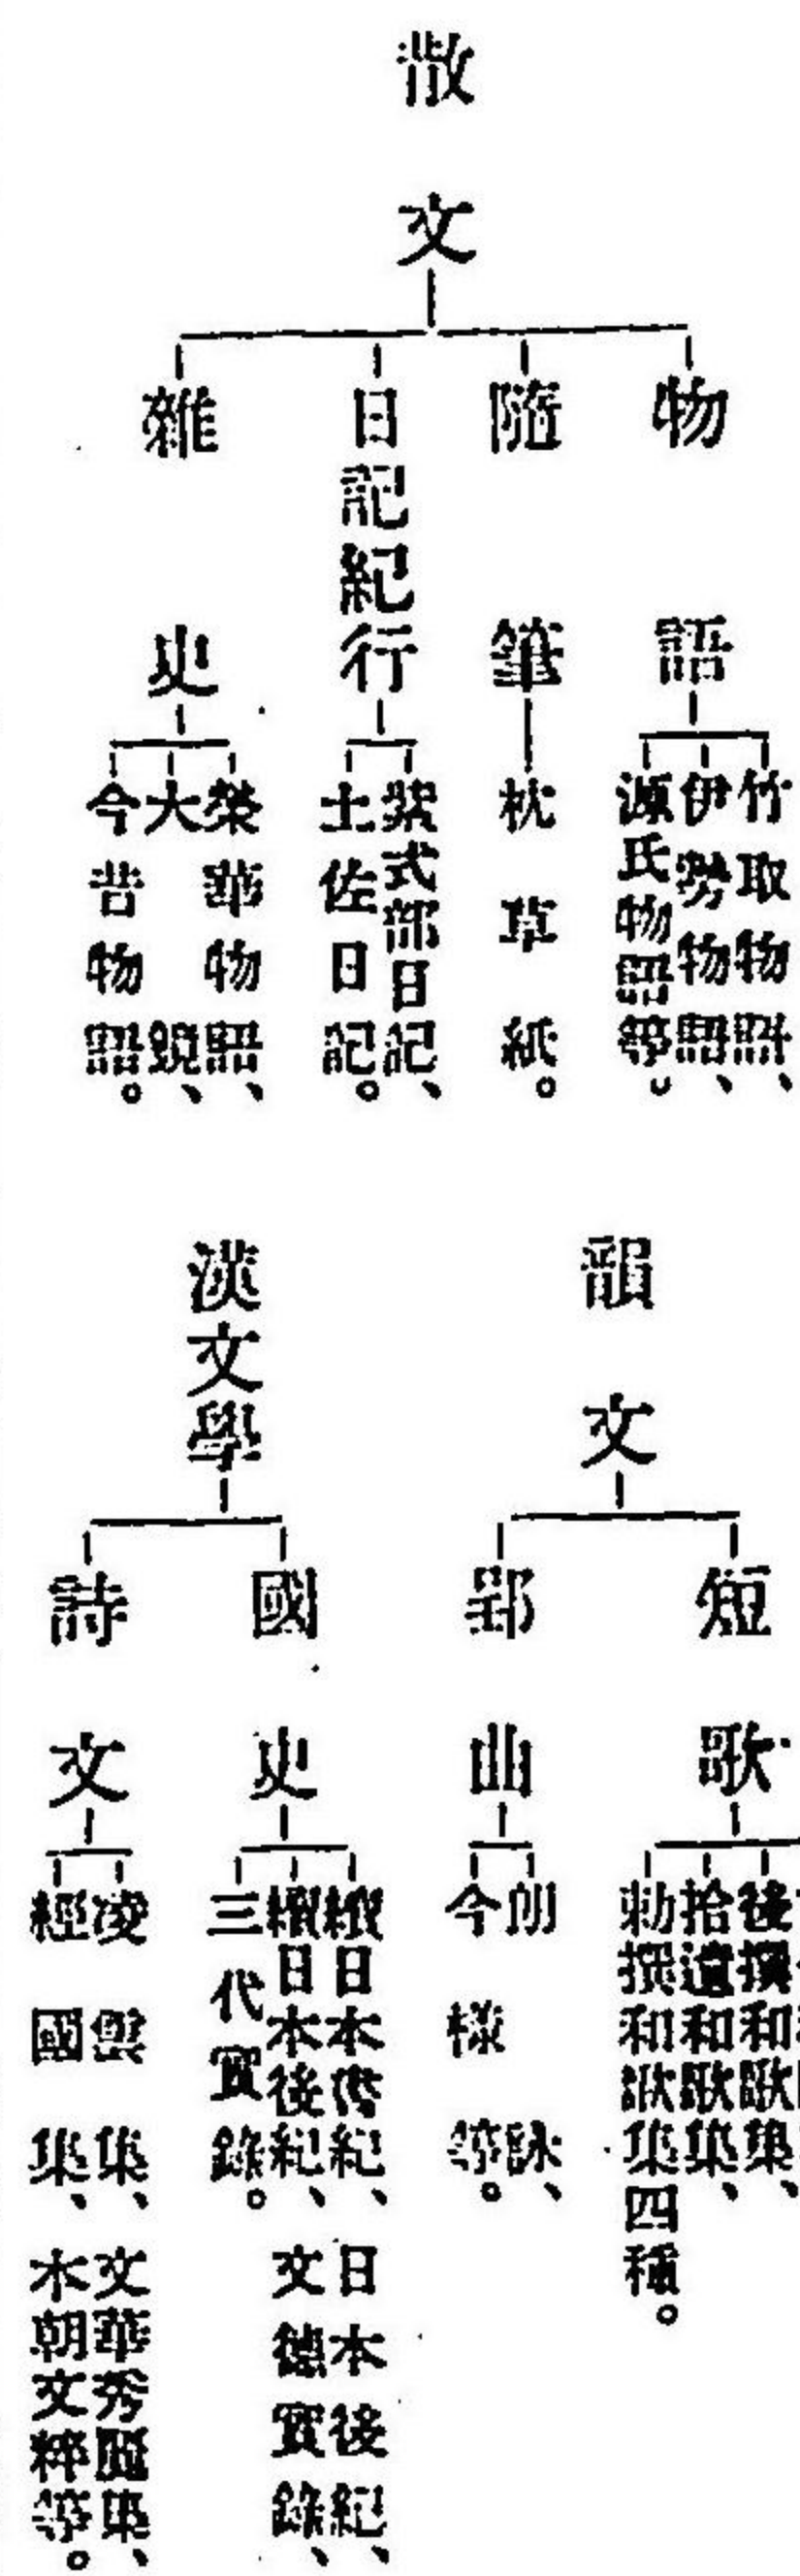 散文
物語
竹取物語、
伊勢物語、
源氏物語等。
隨筆
枕草紙。
日記紀行
紫式部日記、
土佐日記。
雜史
榮華物語、
大鏡、
今昔物語。
韻文
短歌
後撰和歌集、
拾遺和歌集、
勅撰和歌集四種。
郢曲
朗詠、
今樣等。
漢文學
國史
續日本後紀、日本後紀、
續日本後紀、文德實錄、
三代實錄。
詩文
凌雲集、文華秀麗集、
經國集、本朝文粹等。